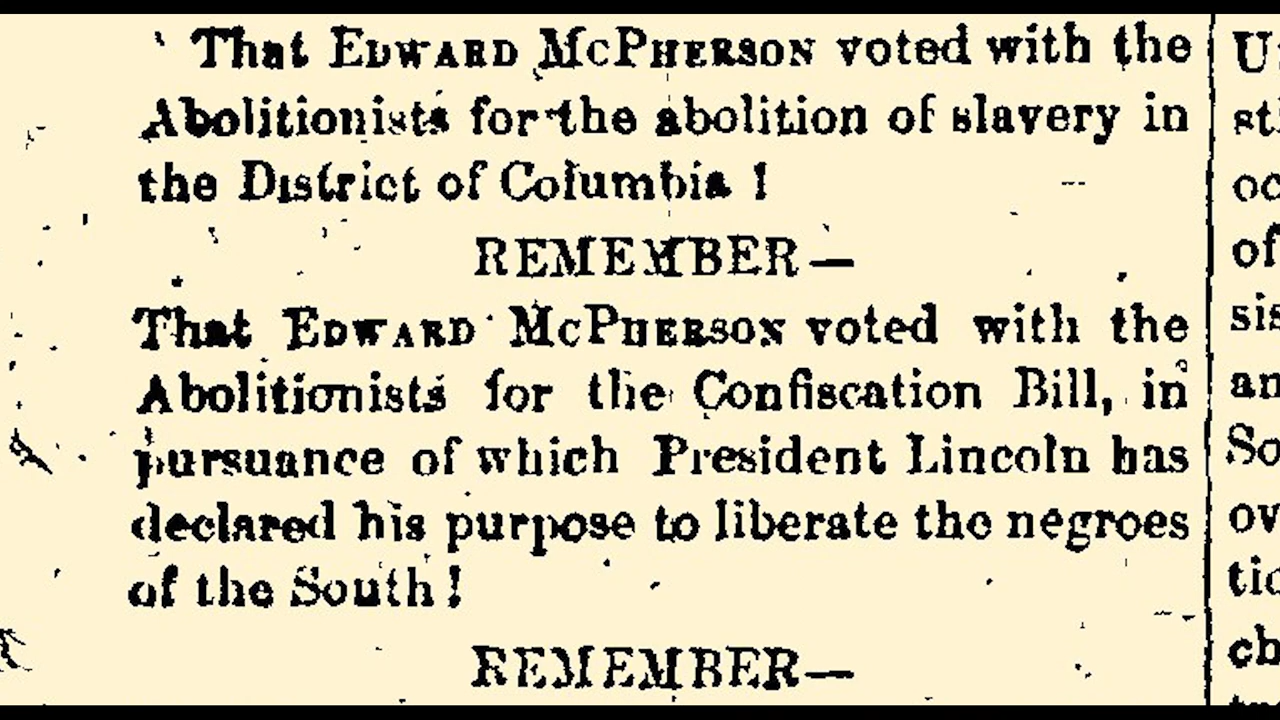 That EDWARD MCPHERSON voted with the
Abolitionists for the abolition of slavery in
the District of Columbia !
REMEMBER—
That EDWARD MCPHERSON voted with the
Abolitionists for the Confiscation Bill, in
pursuance of which President Lincoln has
declared his purpose to liberate the negroes
of the South !
REMEMBER—